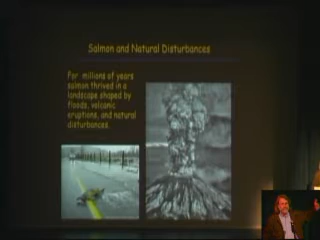 Salmon and Natural Disturbances
For millions of years
salmon thrived in a
landscape shaped by
floods, volcanic
eruptions, and natural
disturbances.